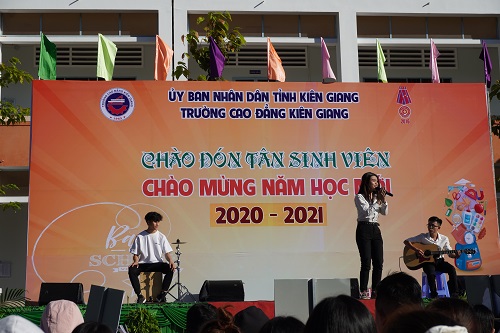 ỦY BAN NHÂN DÂN TỈNH KIÊN GIANG
TRƯỜNG CAO ĐẲNG KIÊN GIANG
CHÀO ĐÓN TÂN SINH VIÊN
CHÀO MỪNG NĂM HỌC MỚI
2020 - 2021